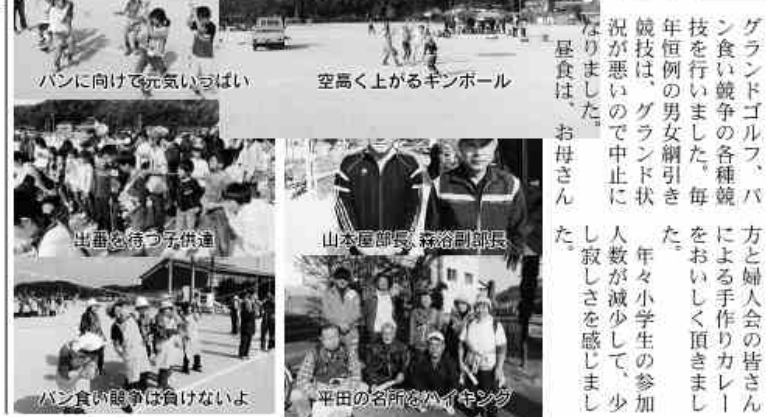 グランドゴルフ、パ
ン食い競争の各種競
技を行いました。毎
年恒例の男女綱引き
競技は、グランド状
況が悪いので中止に
なりました。
昼食は、お母さん
方と婦人会の皆さん
による手作りカレー
をおいしく頂きまし
た。
年々小学生の参加
人数が減少して、少
し寂しさを感じまし
た。
パンに向けて元気いっぱい
空高く上がるキンボール
出番を待つ子供達
山本屋部長、森浴副部長
パン食い競争は負けないよ
平田の名所をハイキング